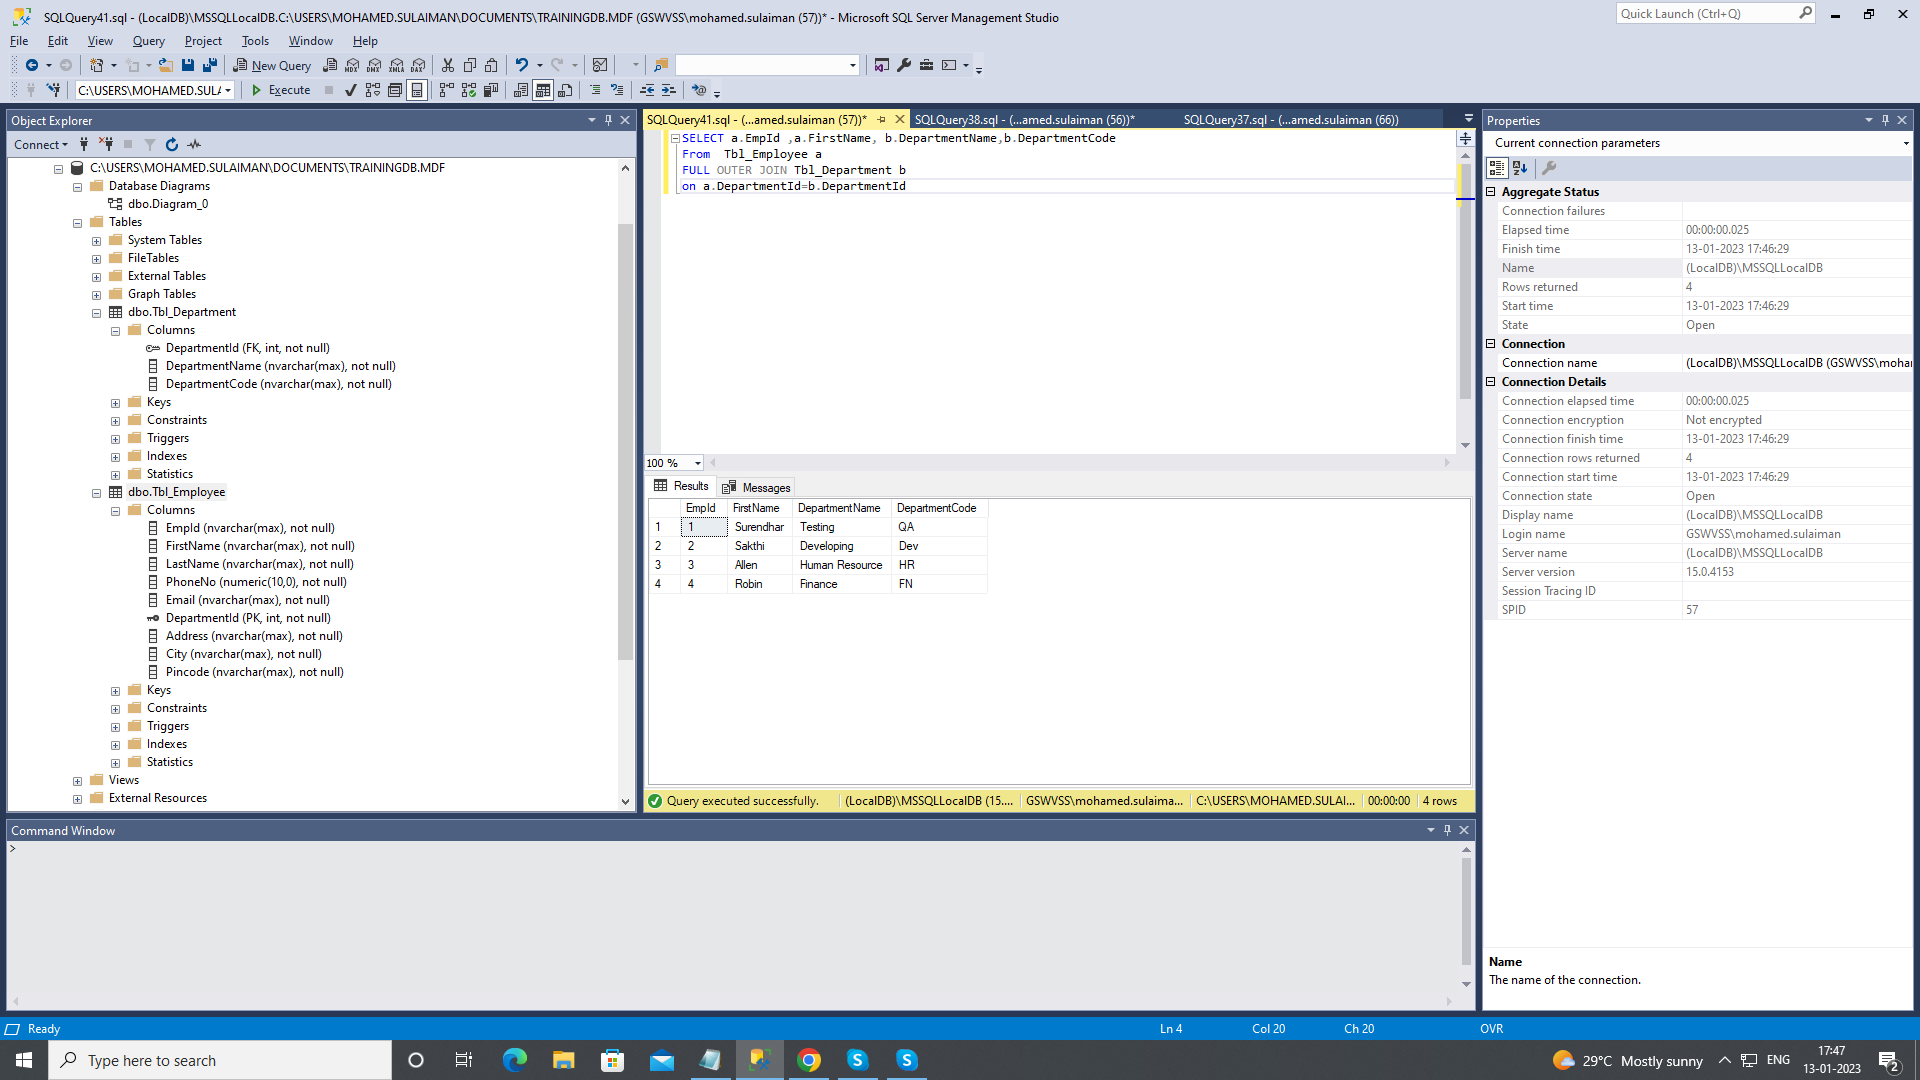 SQLQuery41.sql - (LocalDB)\MSSQLLocalDB.C:\USERS\MOHAMED.SULAIMAN\DOCUMENTS\TRAININGDB.MDF (GSWVSS\mohamed.sulaiman (57))* - Microsoft SQL Server Management Studio
Quick Launch (Ctrl+Q)
File Edit View Query Project Tools Window Help
New Query
MDX DMX XMLA DAX
C:\USERS\MOHAMED.SULA
Execute
Object Explorer
Connect
C:\USERS\MOHAMED.SULAIMAN\DOCUMENTS\TRAININGDB.MDF
Database Diagrams
dbo.Diagram_0
Tables
System Tables
FileTables
External Tables
Graph Tables
dbo.Tbl_Department
Columns
DepartmentId (FK, int, not null)
DepartmentName (nvarchar(max), not null)
DepartmentCode (nvarchar(max), not null)
Keys
Constraints
Triggers
Indexes
Statistics
dbo.Tbl_Employee
Columns
EmpId (nvarchar(max), not null)
FirstName (nvarchar(max), not null)
LastName (nvarchar(max), not null)
PhoneNo (numeric(10,0), not null)
Email (nvarchar(max), not null)
DepartmentId (PK, int, not null)
Address (nvarchar(max), not null)
City (nvarchar(max), not null)
Pincode (nvarchar(max), not null)
Keys
Constraints
Triggers
Indexes
Statistics
Views
External Resources
SQLQuery41.sql - (...amed.sulaiman (57))* SQLQuery38.sql - (...amed.sulaiman (56))* SQLQuery37.sql - (...amed.sulaiman (66))
SELECT a.EmpId ,a.FirstName, b.DepartmentName,b.DepartmentCode
From Tbl_Employee a
FULL OUTER JOIN Tbl_Department b
on a.DepartmentId=b.DepartmentId
100 %
Results Messages
EmpId FirstName DepartmentName DepartmentCode
1 1 Surendhar Testing QA
2 2 Sakthi Developing Dev
3 3 Allen Human Resource HR
4 4 Robin Finance FN
Query executed successfully. (LocalDB)\MSSQLLocalDB (15.... GSWVSS\mohamed.sulaima... C:\USERS\MOHAMED.SULAI... 00:00:00 4 rows
Properties
Current connection parameters
Aggregate Status
Connection failures
Elapsed time 00:00:00.025
Finish time 13-01-2023 17:46:29
Name (LocalDB)\MSSQLLocalDB
Rows returned 4
Start time 13-01-2023 17:46:29
State Open
Connection
Connection name (LocalDB)\MSSQLLocalDB (GSWVSS\moham
Connection Details
Connection elapsed time 00:00:00.025
Connection encryption Not encrypted
Connection finish time 13-01-2023 17:46:29
Connection rows returned 4
Connection start time 13-01-2023 17:46:29
Connection state Open
Display name (LocalDB)\MSSQLLocalDB
Login name GSWVSS\mohamed.sulaiman
Server name (LocalDB)\MSSQLLocalDB
Server version 15.0.4153
Session Tracing ID
SPID 57
Name
The name of the connection.
Command Window
>
Ready Ln 4 Col 20 Ch 20 OVR
Type here to search
29°C Mostly sunny
ENG
17:47
13-01-2023
2